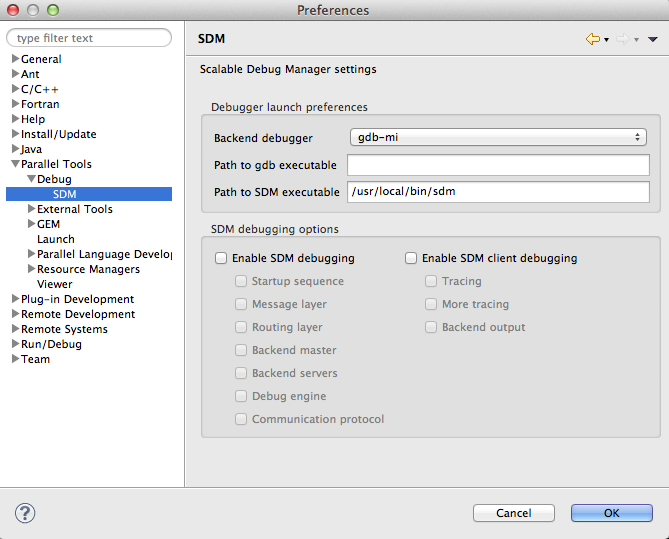 Preferences
type filter text
General
Ant
C/C++
Fortran
Help
Install/Update
Java
Parallel Tools
Debug
SDM
External Tools
GEM
Launch
Parallel Language Develop
Resource Managers
Viewer
Plug-in Development
Remote Development
Remote Systems
Run/Debug
Team
SDM
Scalable Debug Manager settings
Debugger launch preferences
Backend debugger gdb-mi
Path to gdb executable
Path to SDM executable /usr/local/bin/sdm
SDM debugging options
Enable SDM debugging
Startup sequence
Message layer
Routing layer
Backend master
Backend servers
Debug engine
Communication protocol
Enable SDM client debugging
Tracing
More tracing
Backend output
?
Cancel OK